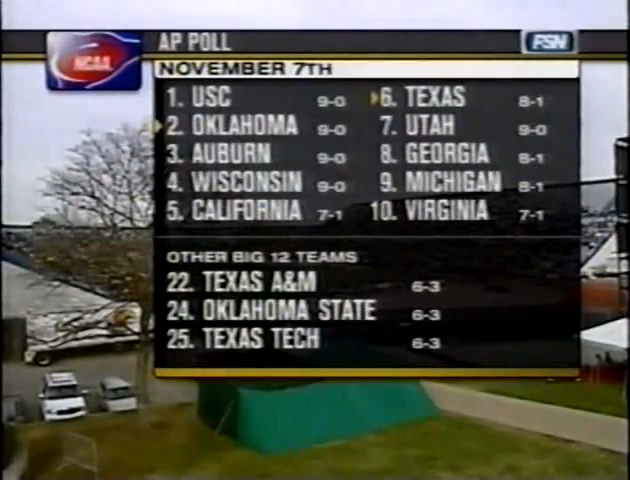 AP POLL
FSN
NCAA
NOVEMBER 7TH
1. USC 9-0
2. OKLAHOMA 9-0
3. AUBURN 9-0
4. WISCONSIN 9-0
5. CALIFORNIA 7-1
6. TEXAS 8-1
7. UTAH 9-0
8. GEORGIA 8-1
9. MICHIGAN 8-1
10. VIRGINIA 7-1
OTHER BIG 12 TEAMS
22. TEXAS A&M 6-3
24. OKLAHOMA STATE 6-3
25. TEXAS TECH 6-3